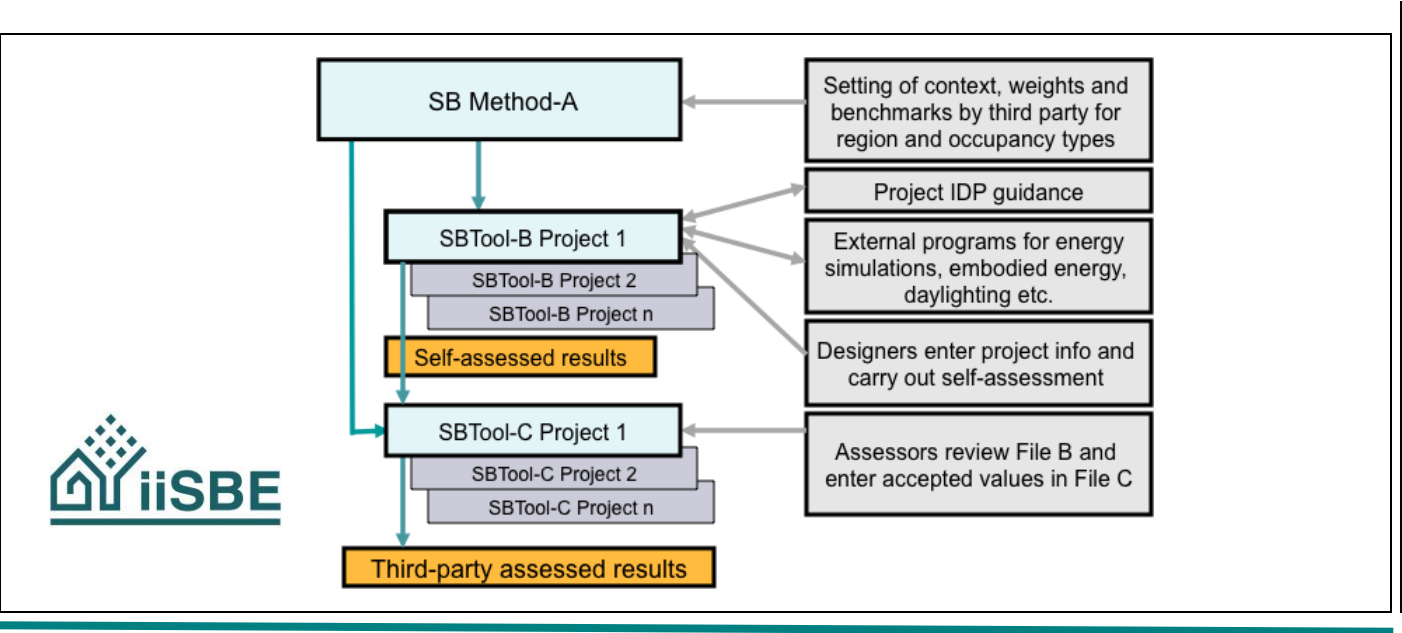 SB Method-A
Setting of context, weights and
benchmarks by third party for
region and occupancy types
Project IDP guidance
SBTool-B Project 1
SBTool-B Project 2
SBTool-B Project n
External programs for energy
simulations, embodied energy,
daylighting etc.
Self-assessed results
Designers enter project info and
carry out self-assessment
SBTool-C Project 1
SBTool-C Project 2
SBTool-C Project n
Assessors review File B and
enter accepted values in File C
iiSBE
Third-party assessed results